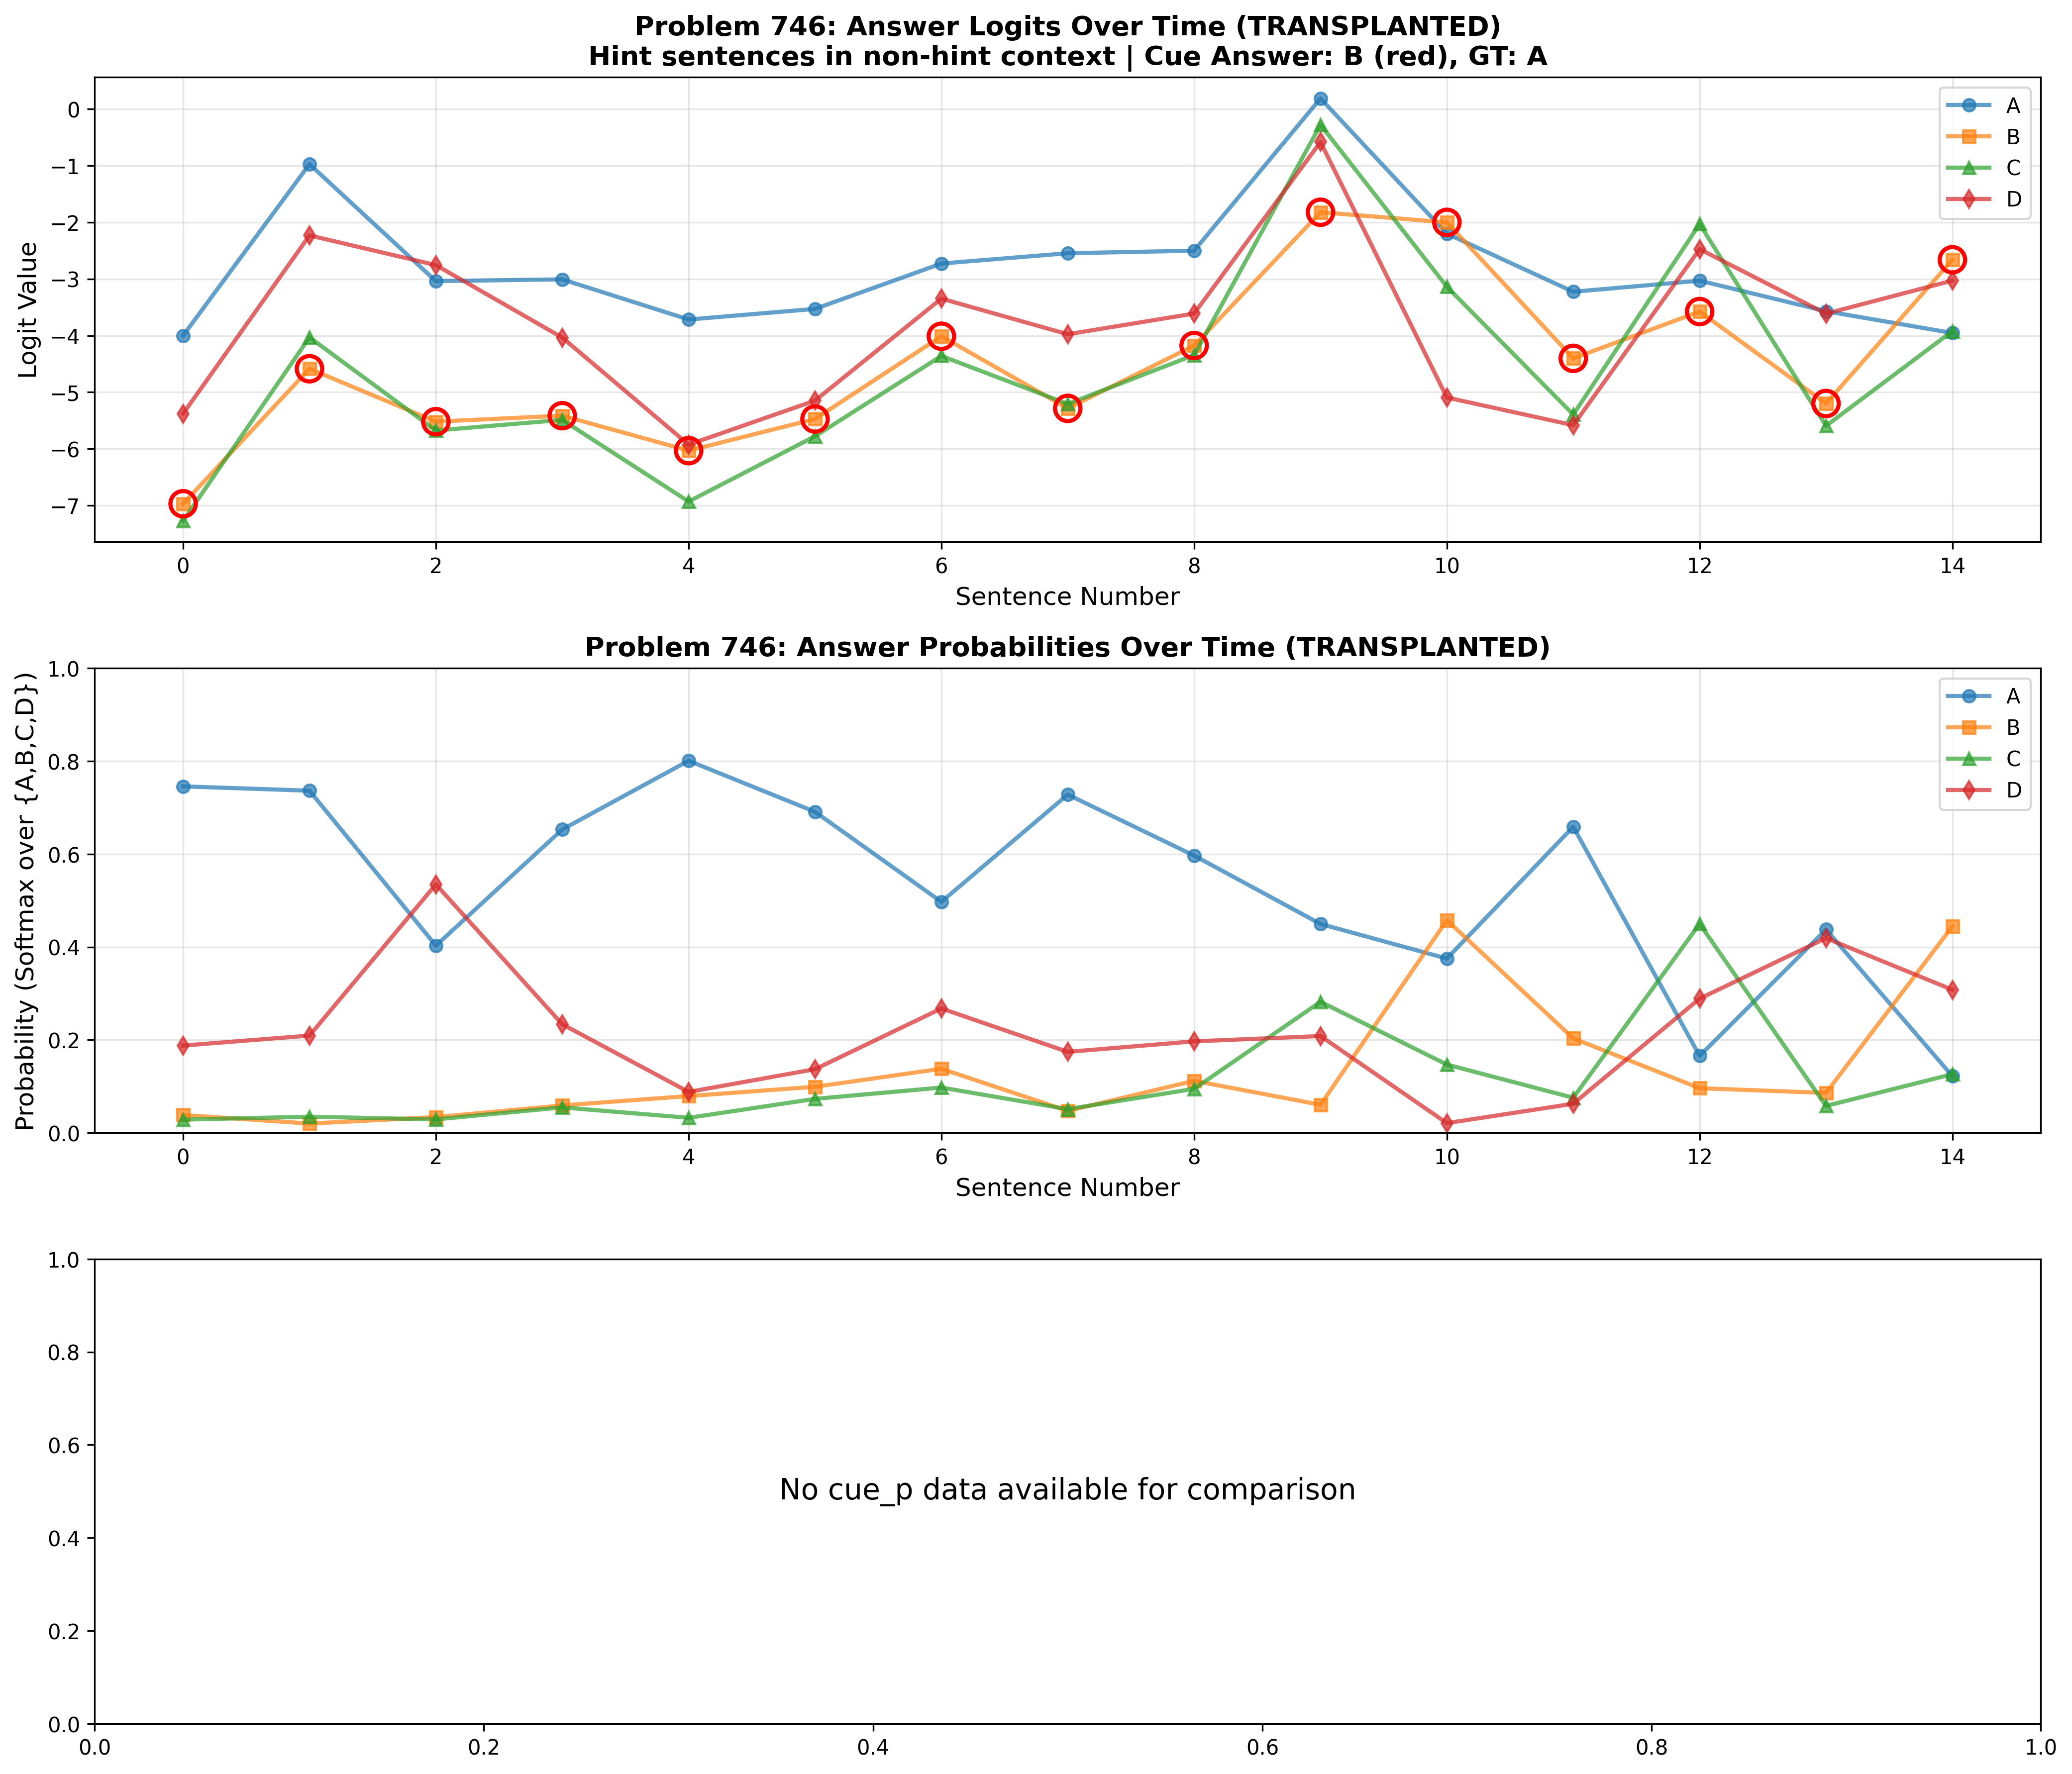 Problem 746: Answer Logits Over Time (TRANSPLANTED)
Hint sentences in non-hint context | Cue Answer: B (red), GT: A
Logit Value
0
−1
−2
−3
−4
−5
−6
−7
A
B
C
D
0 2 4 6 8 10 12 14
Sentence Number
Problem 746: Answer Probabilities Over Time (TRANSPLANTED)
Probability (Softmax over {A,B,C,D})
1.0
0.8
0.6
0.4
0.2
0.0
A
B
C
D
0 2 4 6 8 10 12 14
Sentence Number
1.0
0.8
0.6
0.4
0.2
0.0
No cue_p data available for comparison
0.0 0.2 0.4 0.6 0.8 1.0